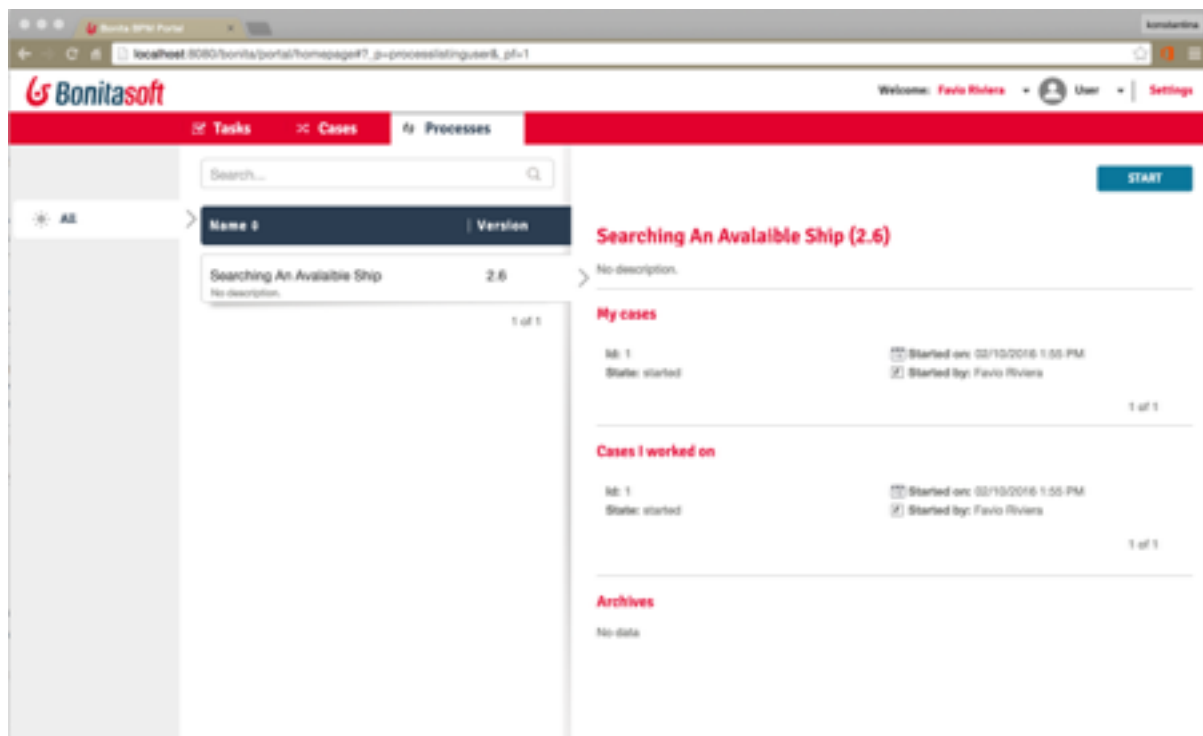 Bonita BPM Portal
konstantina
localhost:8080/bonita/portal/homepage#?_p=processlistinguser&_pf=1
Bonitasoft
Welcome: Favio Riviera
User
Settings
Tasks
Cases
Processes
Search...
START
All
Name
Version
Searching An Avalaible Ship (2.6)
Searching An Avalaible Ship
2.6
No description.
No description.
1 of 1
My cases
Id: 1
Started on: 02/10/2016 1:55 PM
State: started
Started by: Favio Riviera
1 of 1
Cases I worked on
Id: 1
Started on: 02/10/2016 1:55 PM
State: started
Started by: Favio Riviera
1 of 1
Archives
No data